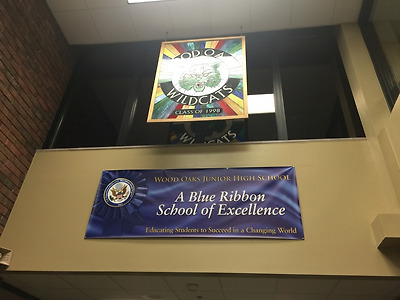 WOOD OAKS
WILDCATS
CLASS OF 1998
WILDCATS
WOOD OAKS JUNIOR HIGH SCHOOL
A Blue Ribbon
School of Excellence
Educating Students to Succeed in a Changing World